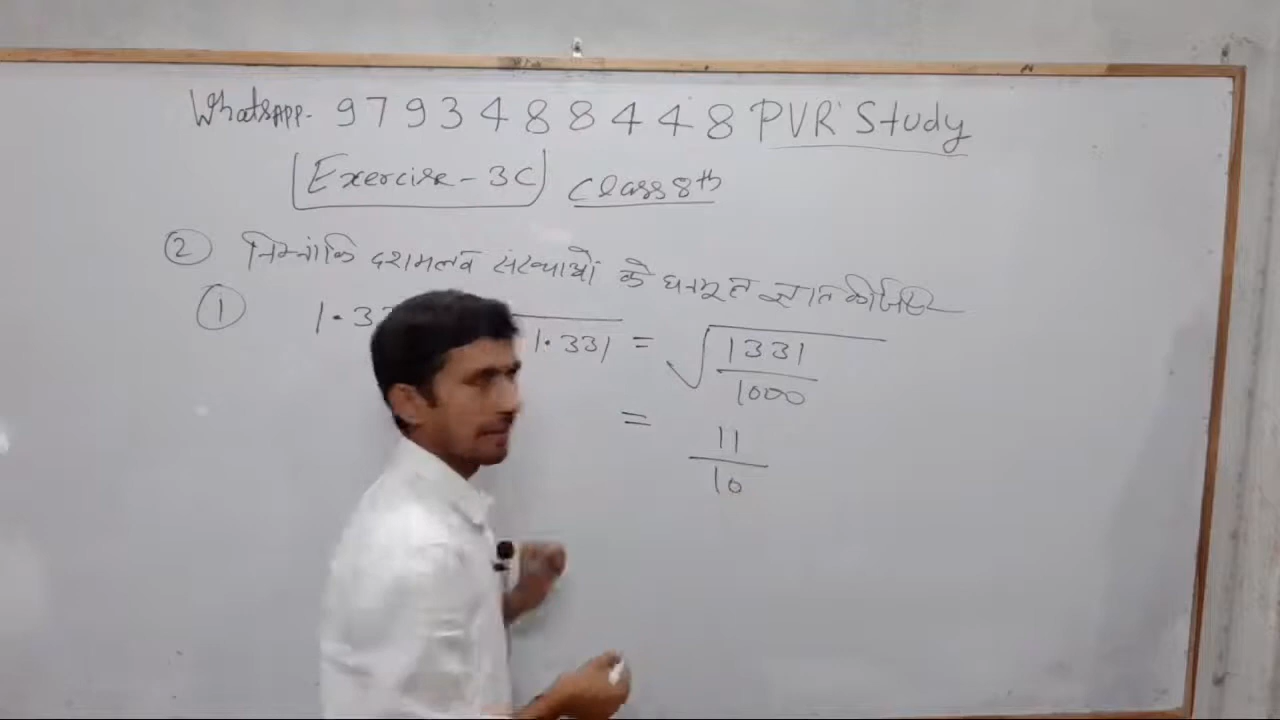 WhatsApp. 9793488448 PVR Study
Exercise-3C Class 8th
② निम्नांकि दशमलव संख्याओं के घनमूल ज्ञात कीजिए
① 1.33 1.331 = √1331/1000
= 11/10